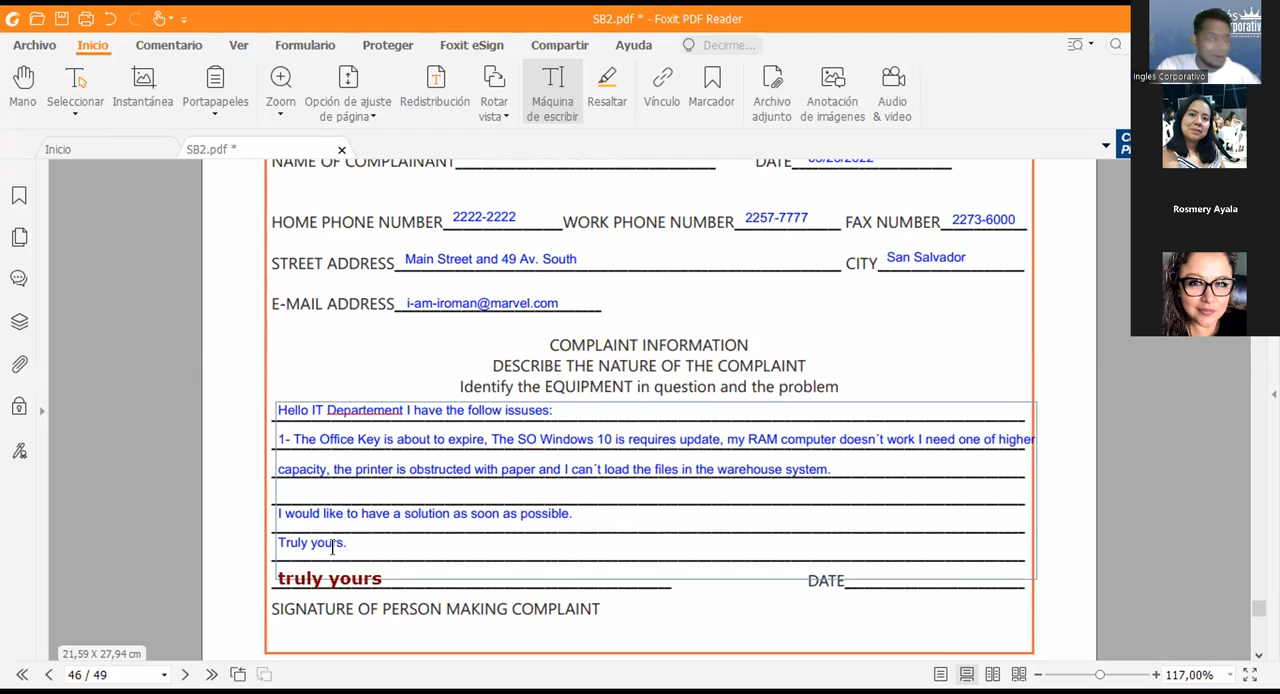 SB2.pdf * - Foxit PDF Reader
Archivo Inicio Comentario Ver Formulario Proteger Foxit eSign Compartir Ayuda Decirme...
Mano Seleccionar Instantánea Portapapeles Zoom Opción de ajuste de página Redistribución Rotar vista Máquina de escribir Resaltar Vínculo Marcador Archivo adjunto Anotación de imágenes Audio & video
Ingles Corporativo
Rosmery Ayala
Inicio SB2.pdf *
NAME OF COMPLAINANT DATE 05/25/2022
HOME PHONE NUMBER 2222-2222 WORK PHONE NUMBER 2257-7777 FAX NUMBER 2273-6000
STREET ADDRESS Main Street and 49 Av. South CITY San Salvador
E-MAIL ADDRESS i-am-iroman@marvel.com
COMPLAINT INFORMATION
DESCRIBE THE NATURE OF THE COMPLAINT
Identify the EQUIPMENT in question and the problem
Hello IT Departement I have the follow issuses:
1- The Office Key is about to expire, The SO Windows 10 is requires update, my RAM computer doesn´t work I need one of higher
capacity, the printer is obstructed with paper and I can´t load the files in the warehouse system.
I would like to have a solution as soon as possible.
Truly yours.
truly yours DATE
SIGNATURE OF PERSON MAKING COMPLAINT
21,59 X 27,94 cm
46 / 49 117,00%